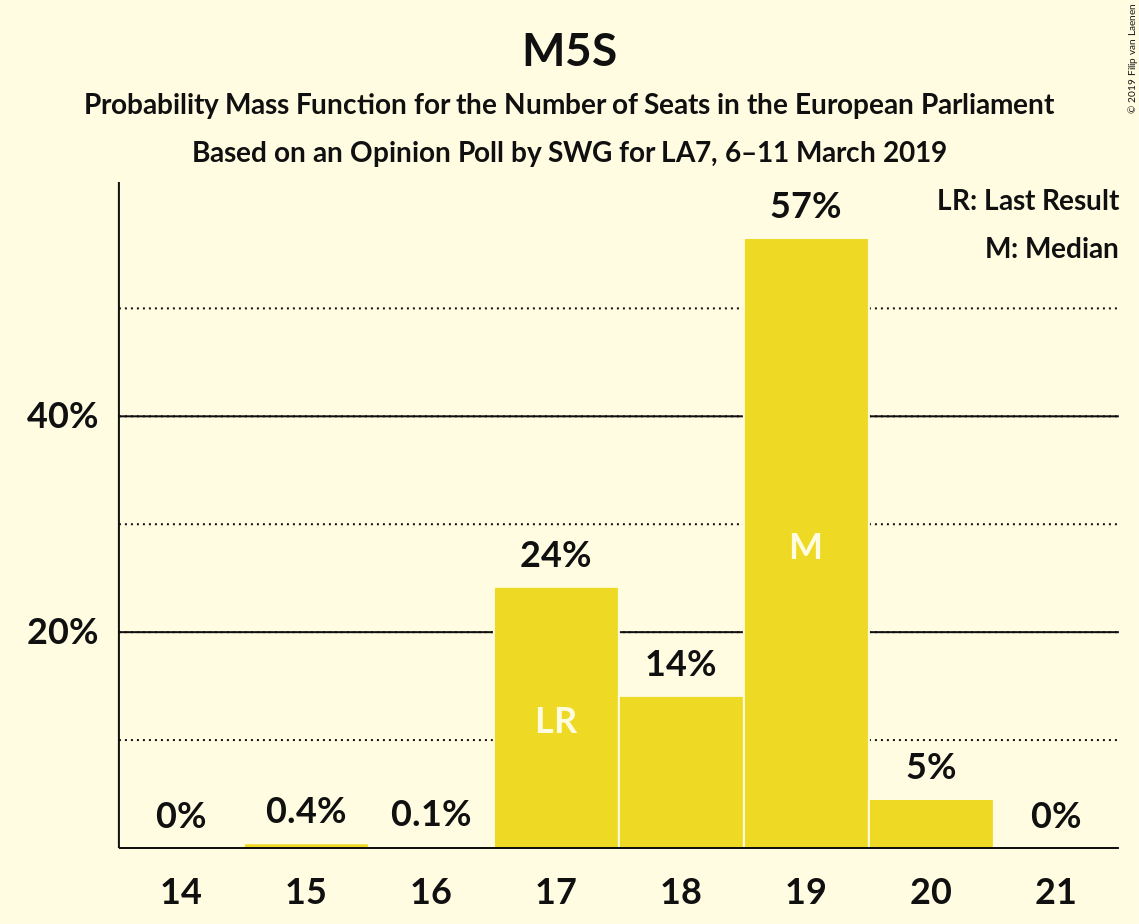 M5S
Probability Mass Function for the Number of Seats in the European Parliament
Based on an Opinion Poll by SWG for LA7, 6–11 March 2019
© 2019 Filip van Laenen
LR: Last Result
M: Median
57%
40%
M
24%
20%
14%
LR
5%
0%
0.4%
0.1%
0%
14 15 16 17 18 19 20 21